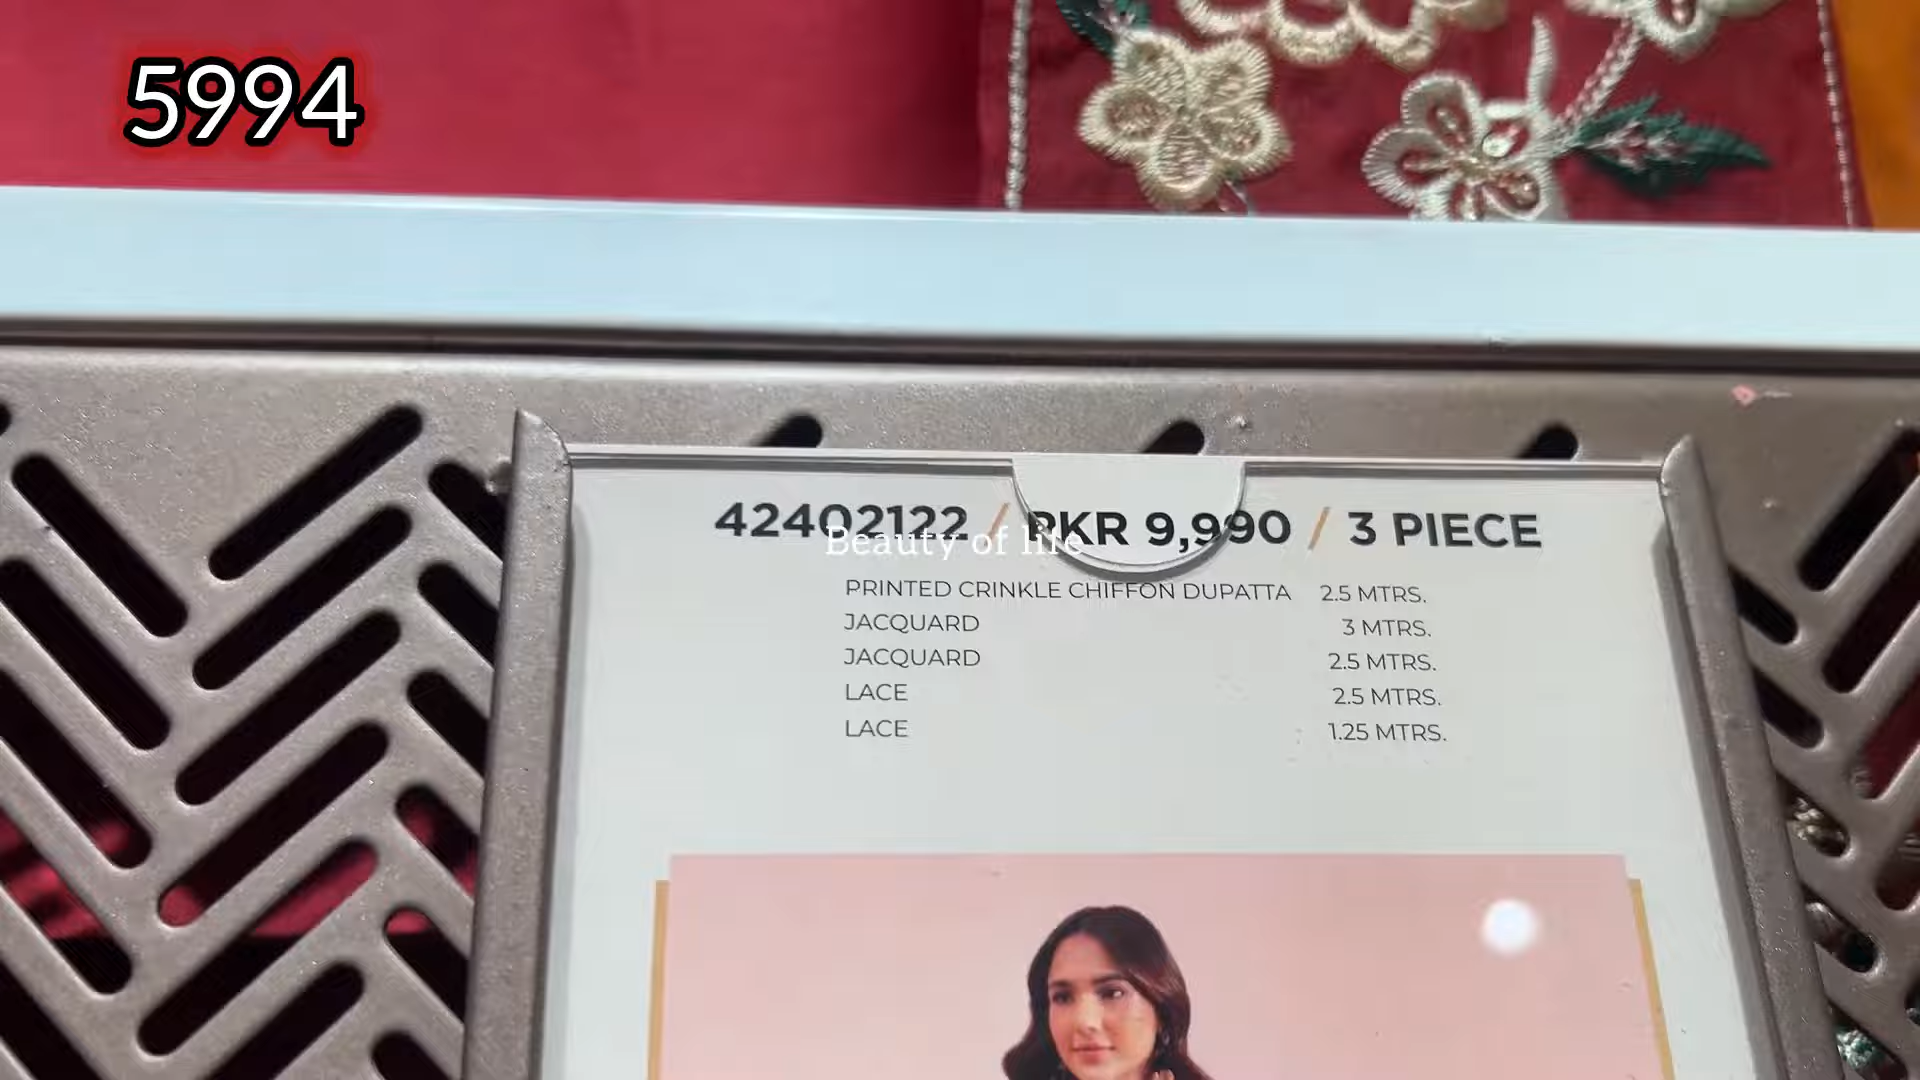 5994
42402122 / PKR 9,990 / 3 PIECE
Beauty of life
PRINTED CRINKLE CHIFFON DUPATTA 2.5 MTRS.
JACQUARD 3 MTRS.
JACQUARD 2.5 MTRS.
LACE 2.5 MTRS.
LACE 1.25 MTRS.